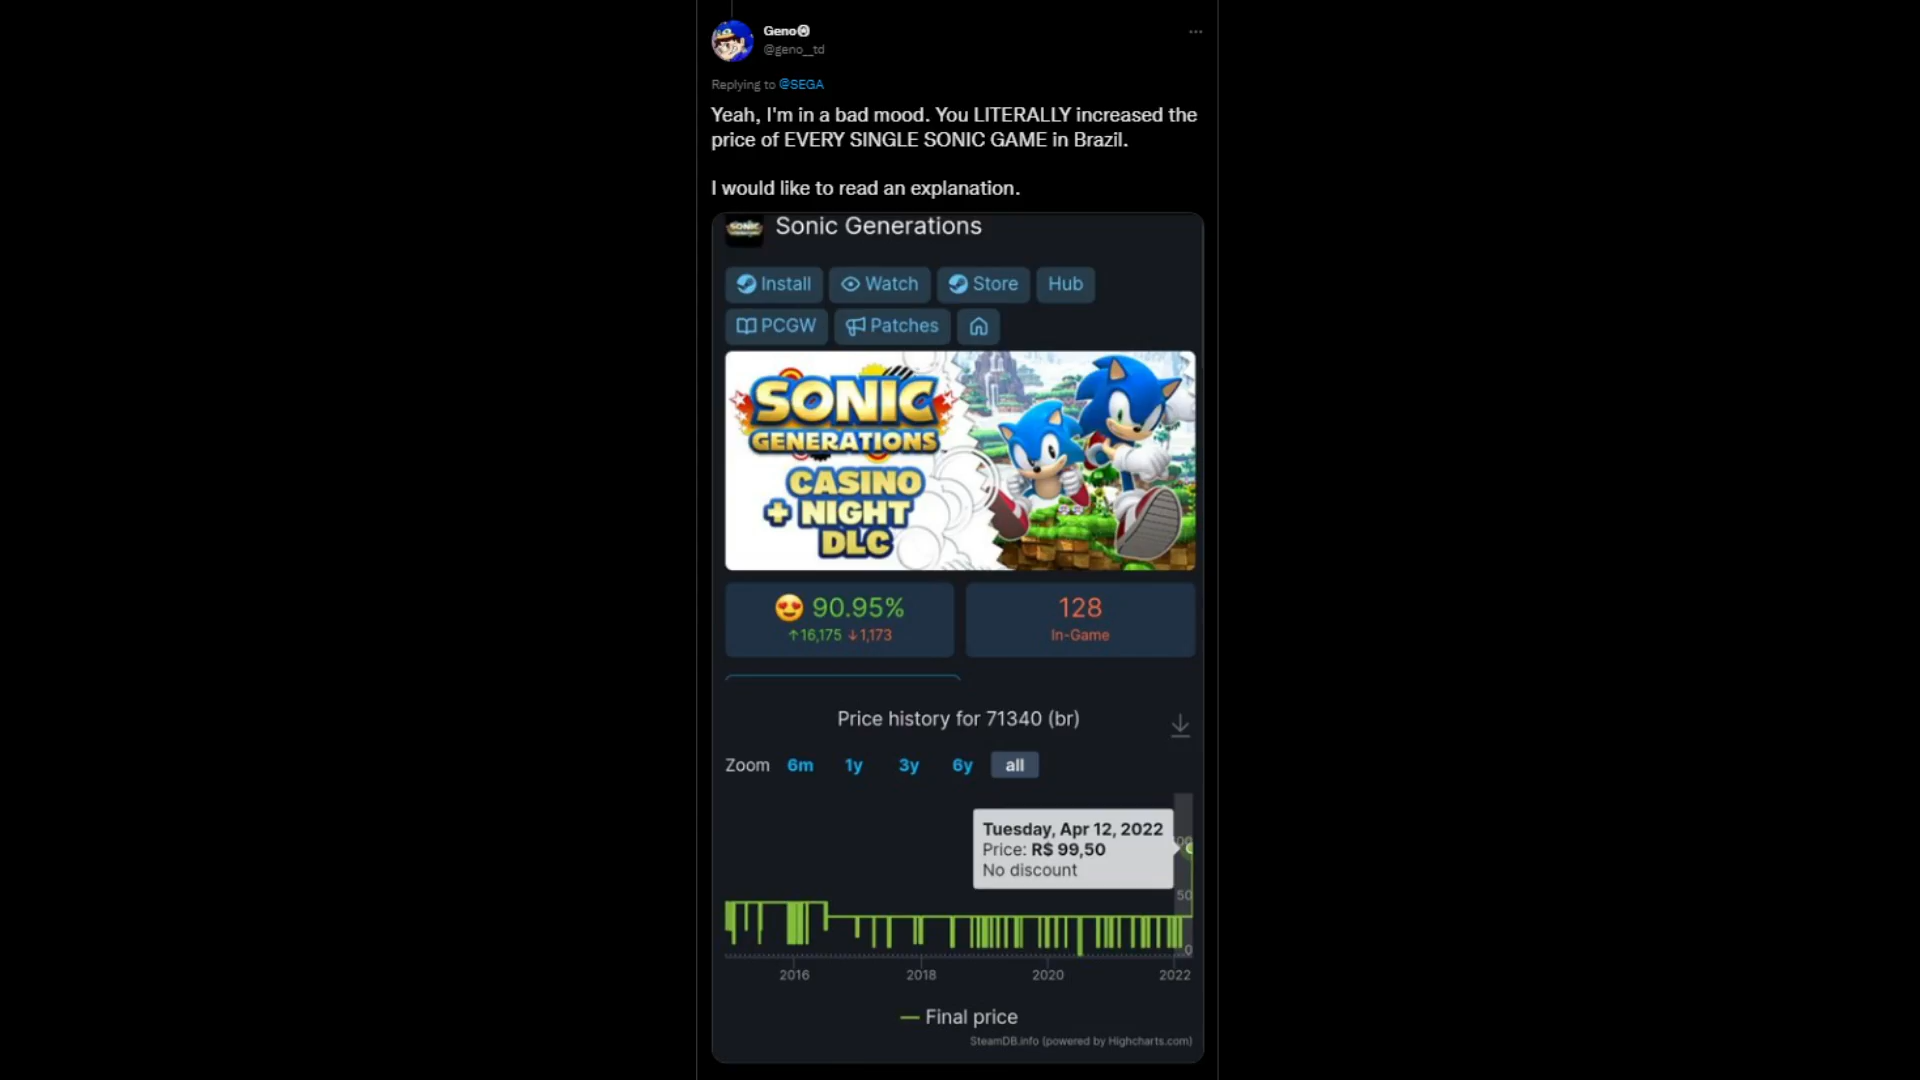 Geno
@geno__td
Replying to @SEGA
Yeah, I'm in a bad mood. You LITERALLY increased the
price of EVERY SINGLE SONIC GAME in Brazil.
I would like to read an explanation.
SONIC
Sonic Generations
Install Watch Store Hub
PCGW Patches
SONIC
GENERATIONS
CASINO
+ NIGHT
DLC
90.95%
↑16,175 ↓1,173
128
In-Game
Price history for 71340 (br)
Zoom 6m 1y 3y 6y all
Tuesday, Apr 12, 2022
Price: R$ 99,50
No discount
50
0
2016 2018 2020 2022
Final price
SteamDB.info (powered by Highcharts.com)